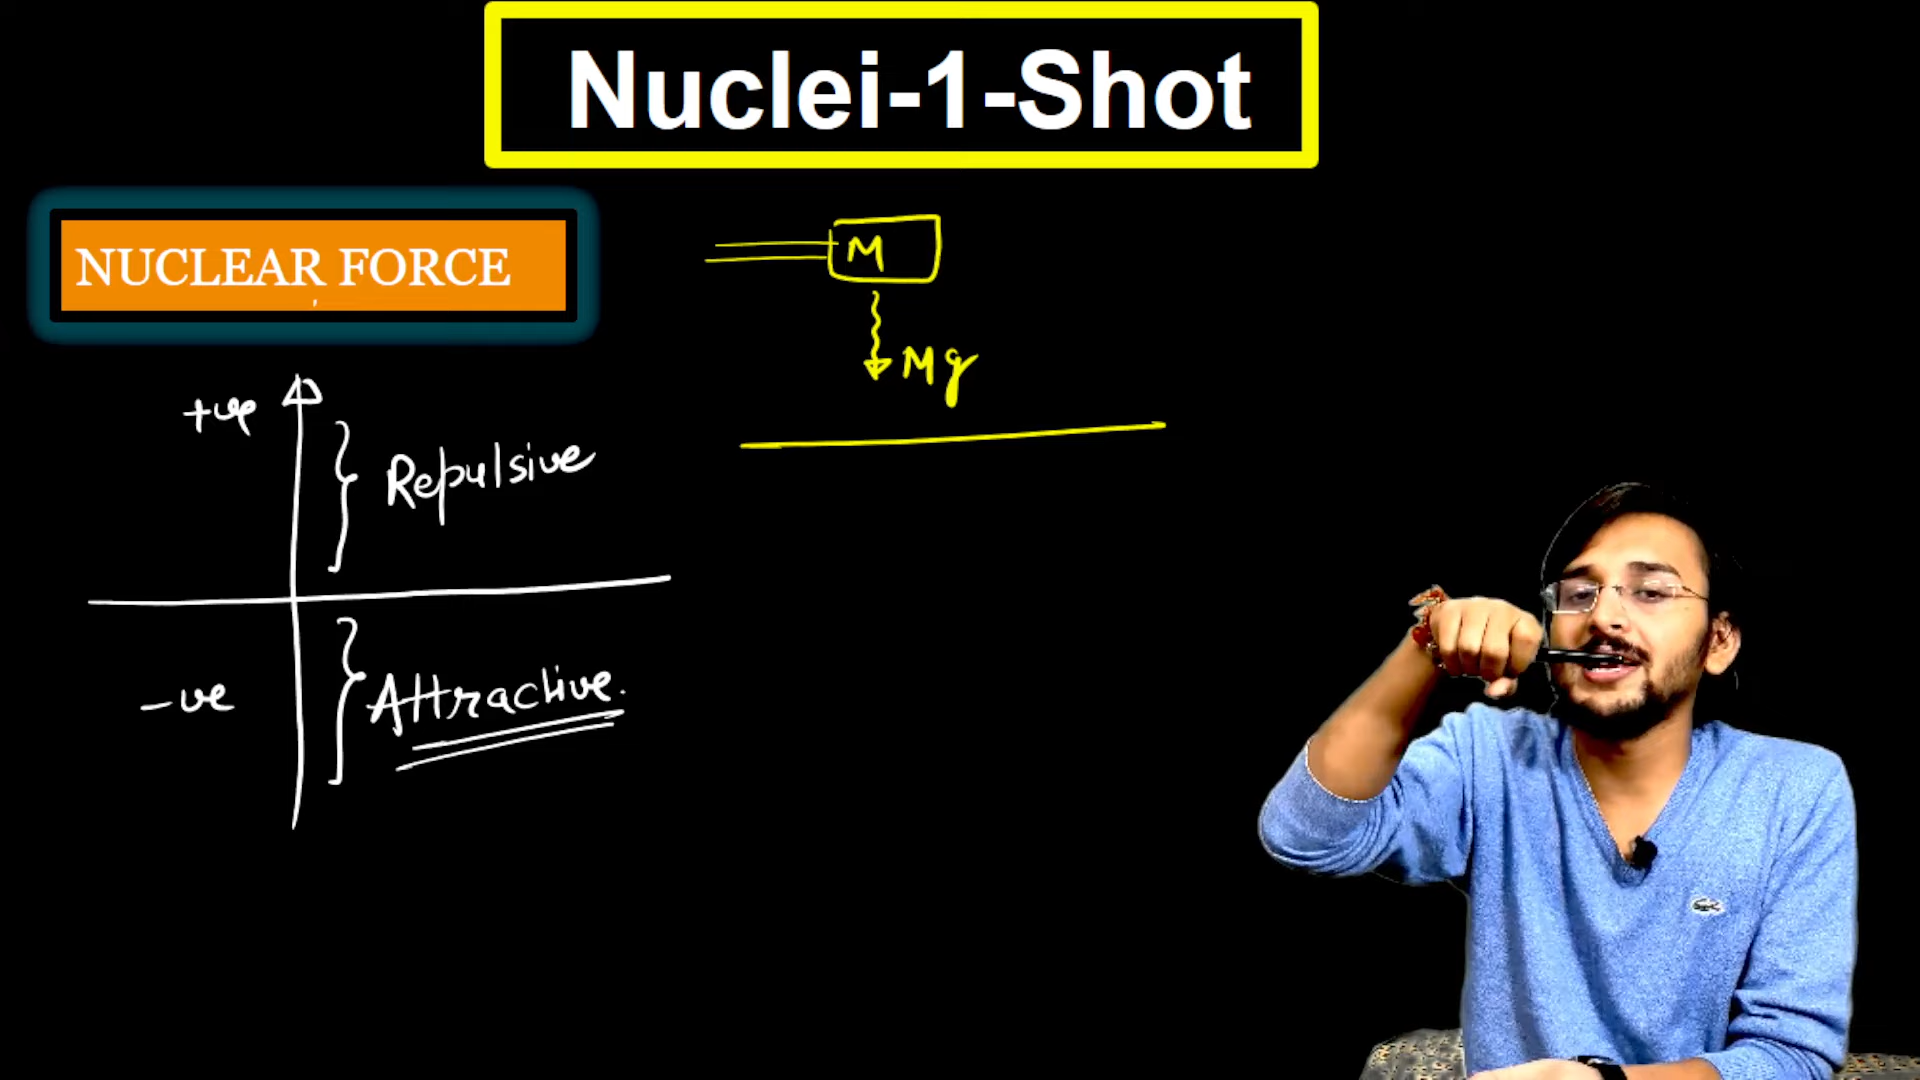 Nuclei-1-Shot
NUCLEAR FORCE
M
Mg
+ve
Repulsive
-ve
Attractive.